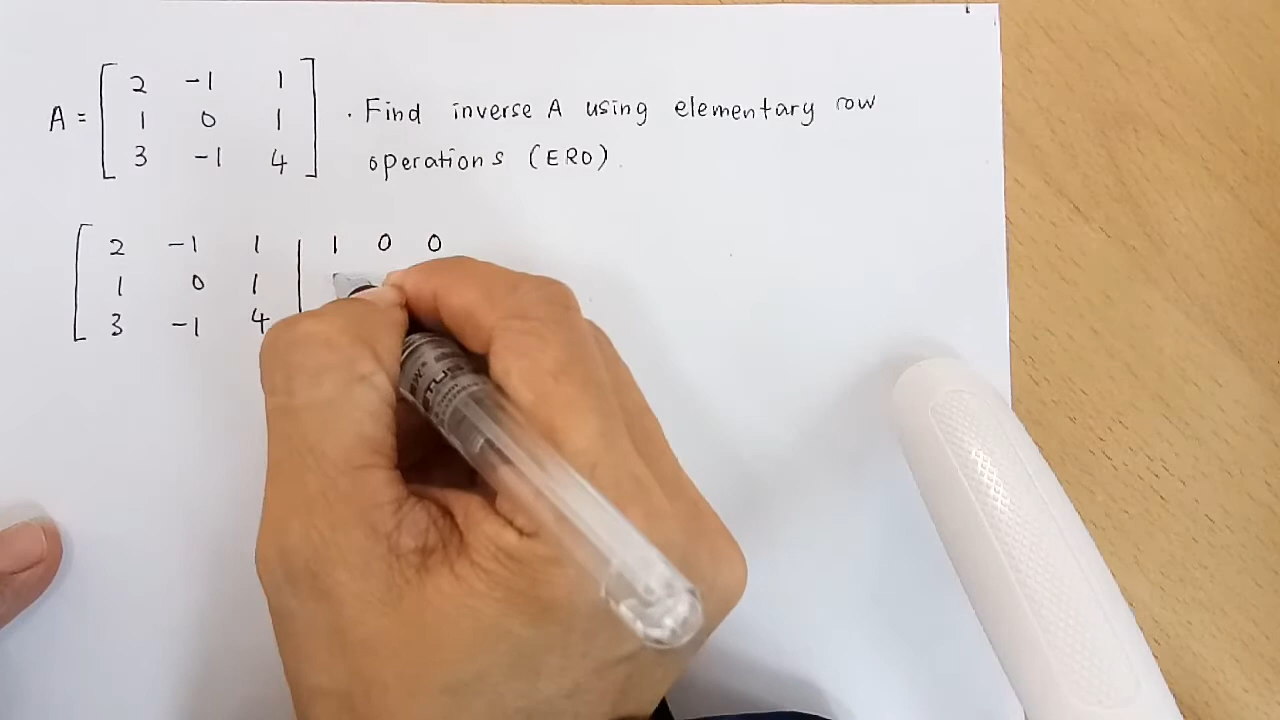 A = [ 2 -1 1 ] . Find inverse A using elementary row
[ 1 0 1 ]
[ 3 -1 4 ] operations (ERO).
[ 2 -1 1 | 1 0 0
1 0 1 |
3 -1 4